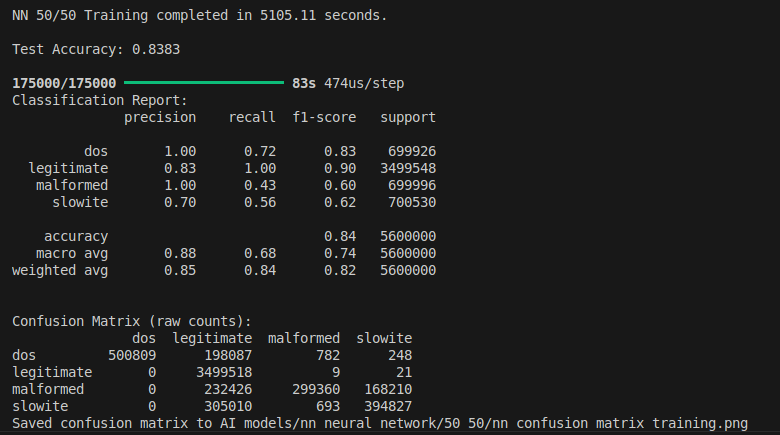 NN 50/50 Training completed in 5105.11 seconds.
Test Accuracy: 0.8383
175000/175000 ━━━━━━━━━━━━━━━━━━━━ 83s 474us/step
Classification Report:
              precision    recall  f1-score   support
         dos       1.00      0.72      0.83    699926
  legitimate       0.83      1.00      0.90   3499548
   malformed       1.00      0.43      0.60    699996
     slowite       0.70      0.56      0.62    700530
    accuracy                           0.84   5600000
   macro avg       0.88      0.68      0.74   5600000
weighted avg       0.85      0.84      0.82   5600000
Confusion Matrix (raw counts):
               dos  legitimate  malformed  slowite
dos         500809      198087        782      248
legitimate       0     3499518          9       21
malformed        0      232426     299360   168210
slowite          0      305010        693   394827
Saved confusion matrix to AI models/nn neural network/50 50/nn confusion matrix training.png